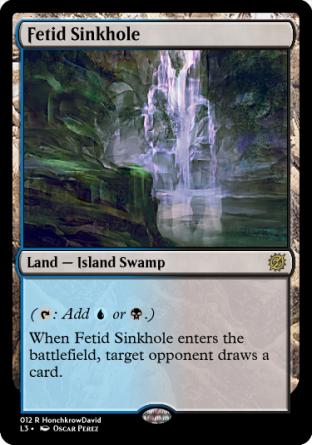 Fetid Sinkhole
Land — Island Swamp
(: Add or .)
When Fetid Sinkhole enters the
battlefield, target opponent draws a
card.
012 R HonchkrowDavid
L3 • Oscar Perez